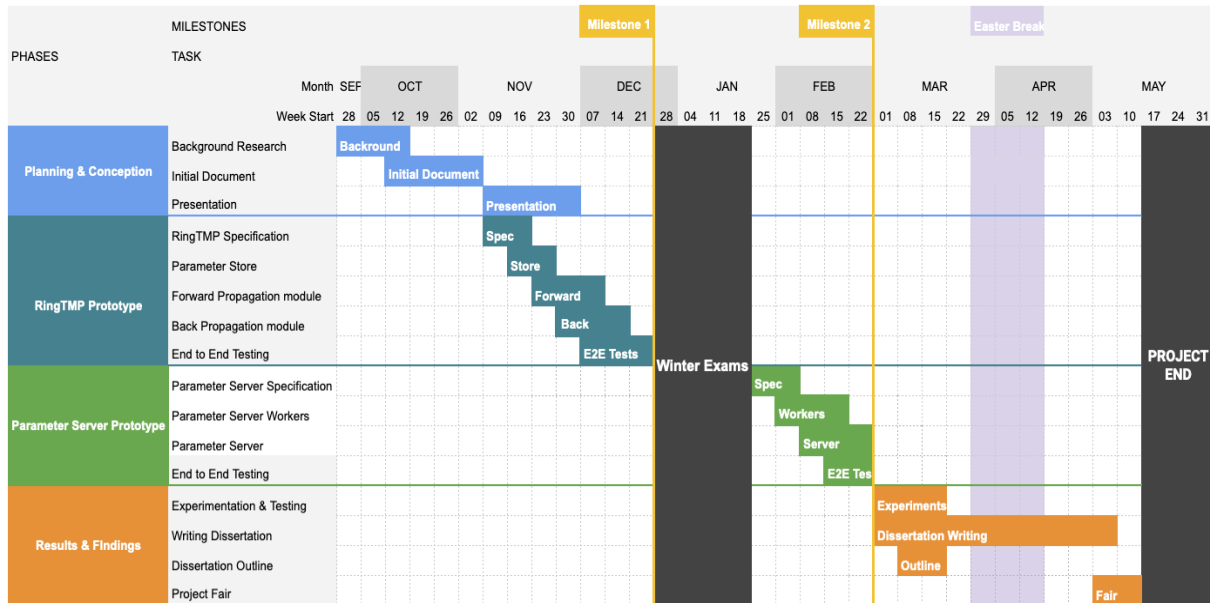 MILESTONES Milestone 1 Milestone 2 Easter Break
PHASES TASK
Month SEP OCT NOV DEC JAN FEB MAR APR MAY
Week Start 28 05 12 19 26 02 09 16 23 30 07 14 21 28 04 11 18 25 01 08 15 22 01 08 15 22 29 05 12 19 26 03 10 17 24 31
Planning & Conception
Background Research Backround
Initial Document Initial Document
Presentation Presentation
RingTMP Prototype
RingTMP Specification Spec
Parameter Store Store
Forward Propagation module Forward
Back Propagation module Back
End to End Testing E2E Tests
Winter Exams
PROJECT
END
Parameter Server Prototype
Parameter Server Specification Spec
Parameter Server Workers Workers
Parameter Server Server
End to End Testing E2E Tes
Results & FIndings
Experimentation & Testing Experiments
Writing Dissertation Dissertation Writing
Dissertation Outline Outline
Project Fair Fair